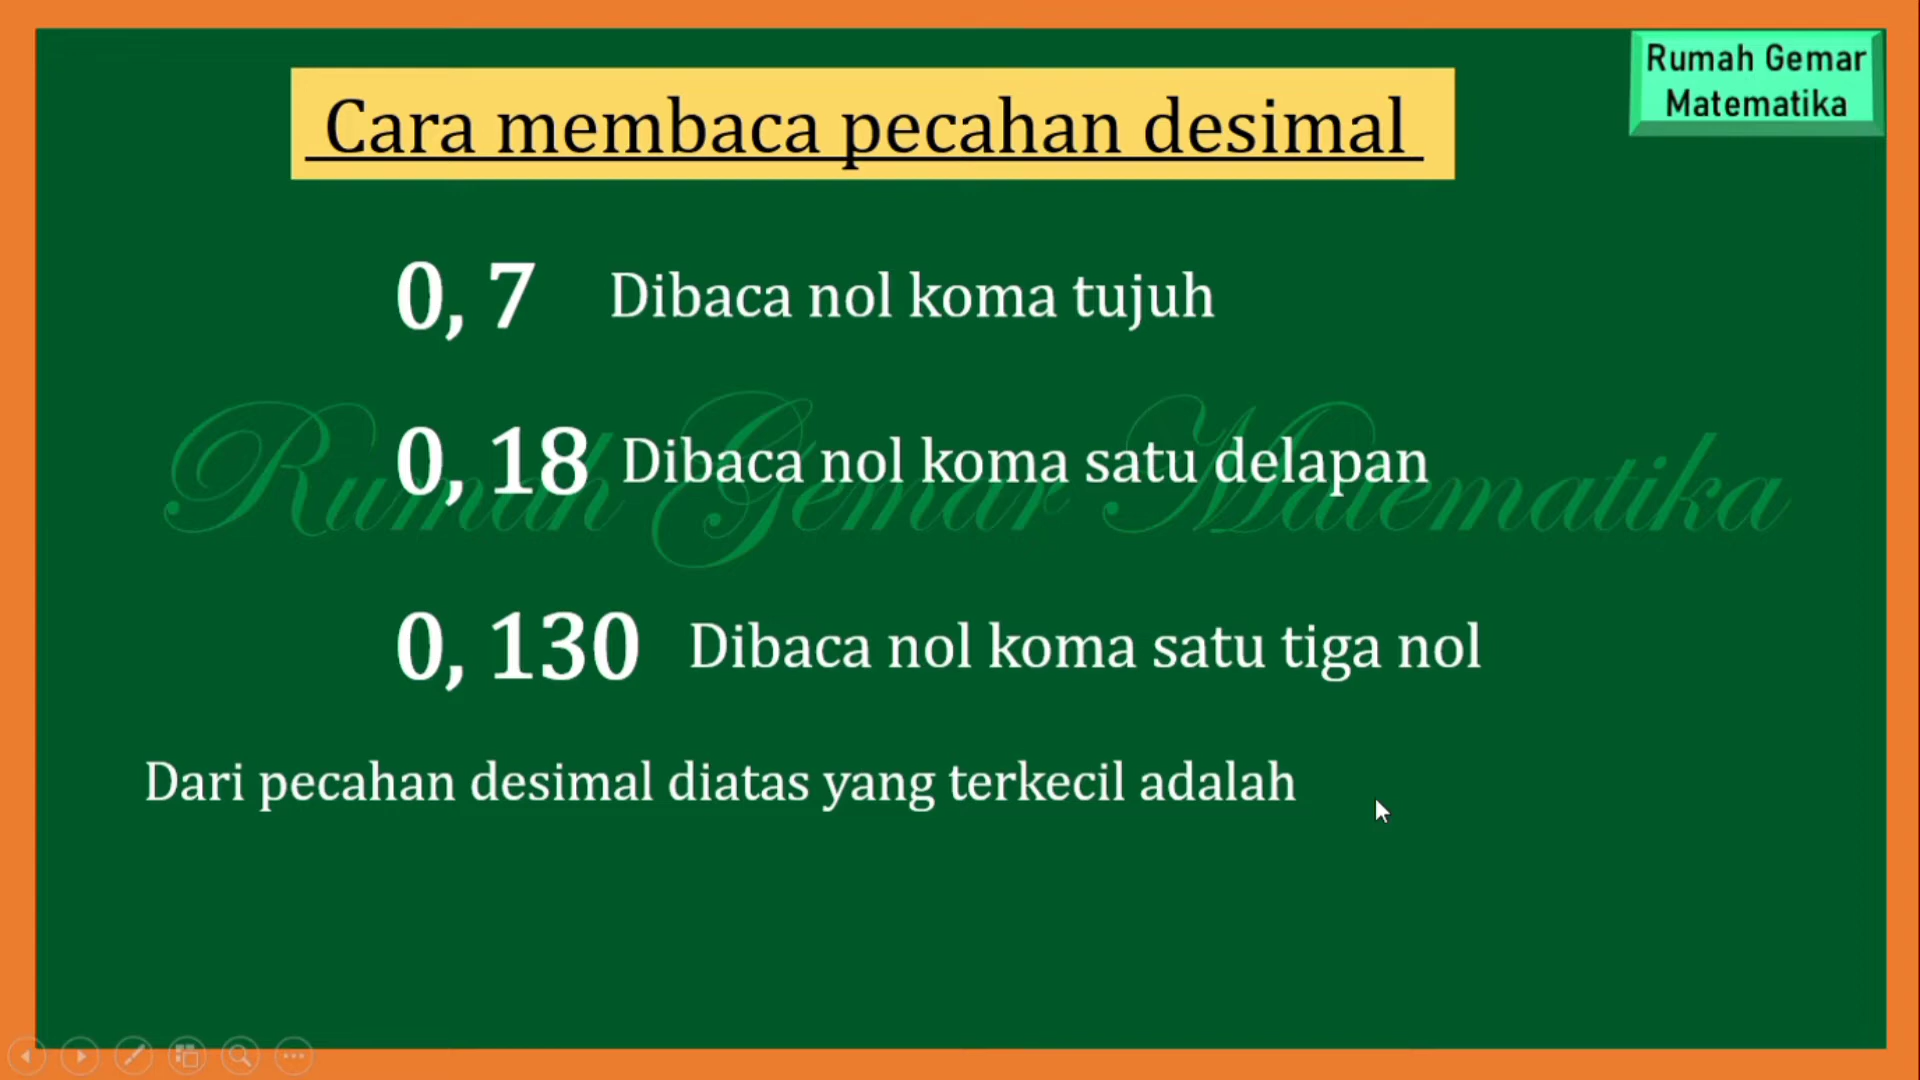 Rumah Gemar
Matematika
Cara membaca pecahan desimal
0, 7 Dibaca nol koma tujuh
0, 18 Dibaca nol koma satu delapan
Rumah Gemar Matematika
0, 130 Dibaca nol koma satu tiga nol
Dari pecahan desimal diatas yang terkecil adalah